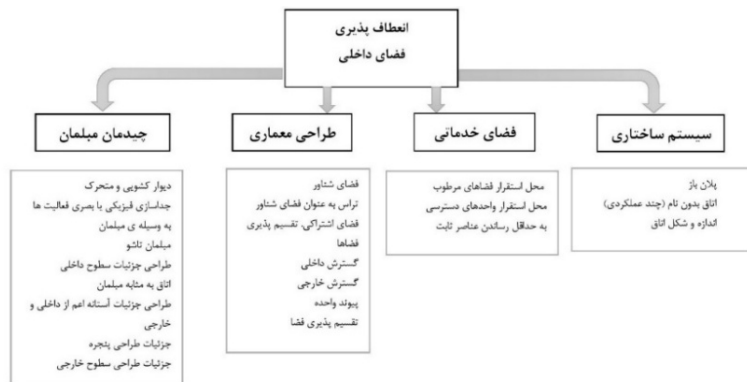 انعطاف پذیری
فضای داخلی
سیستم ساختاری
پلان باز
اتاق بدون نام (چند عملکردی)
اندازه و شکل اتاق
فضای خدماتی
محل استقرار فضاهای مرطوب
محل استقرار واحدهای دسترسی
به حداقل رساندن عناصر ثابت
طراحی معماری
فضای شناور
تراس به عنوان فضای شناور
فضای اشتراکی، تقسیم پذیری
فضاها
گسترش داخلی
گسترش خارجی
پیوند واحده
تقسیم پذیری فضا
چیدمان مبلمان
دیوار کشویی و متحرک
جداسازی فیزیکی یا بصری فعالیت ها
به وسیله ی مبلمان
مبلمان تاشو
طراحی جزئیات سطوح داخلی
اتاق به مثابه مبلمان
طراحی جزئیات آستانه اعم از داخلی و
خارجی
جزئیات طراحی پنجره
جزئیات طراحی سطوح خارجی